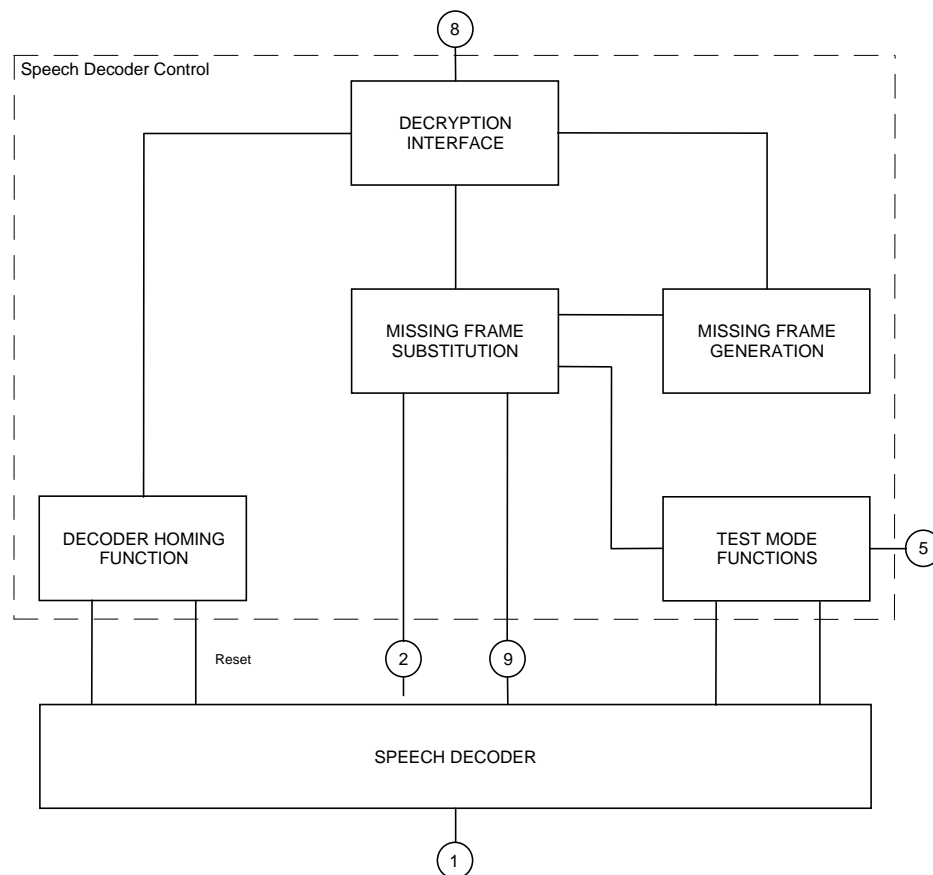 8
Speech Decoder Control
DECRYPTION
INTERFACE
MISSING FRAME
SUBSTITUTION
MISSING FRAME
GENERATION
DECODER HOMING
FUNCTION
TEST MODE
FUNCTIONS
5
Reset
2
9
SPEECH DECODER
1